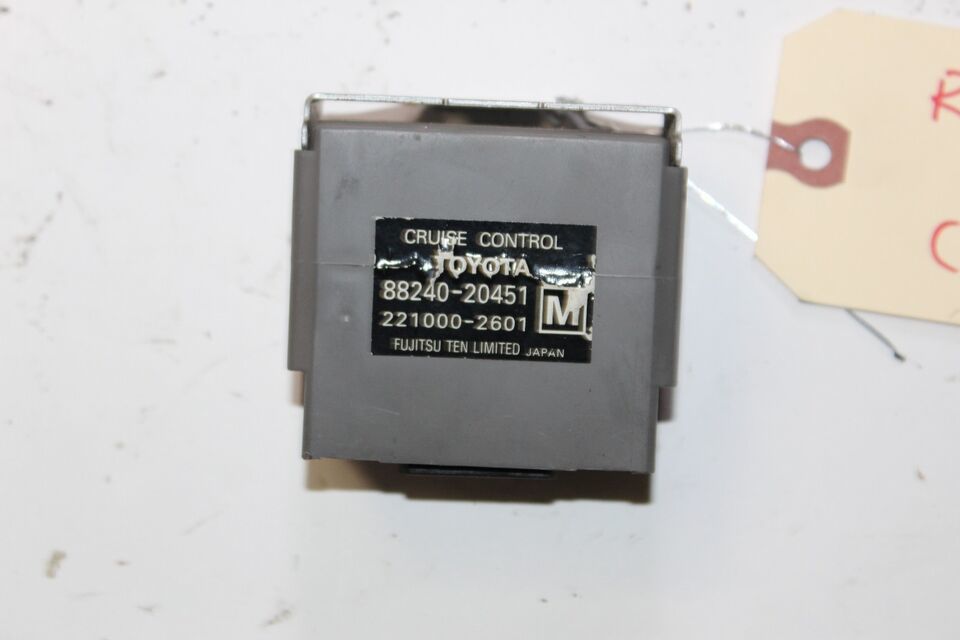 CRUISE CONTROL
TOYOTA
88240-20451
221000-2601
M
FUJITSU TEN LIMITED JAPAN
R
C